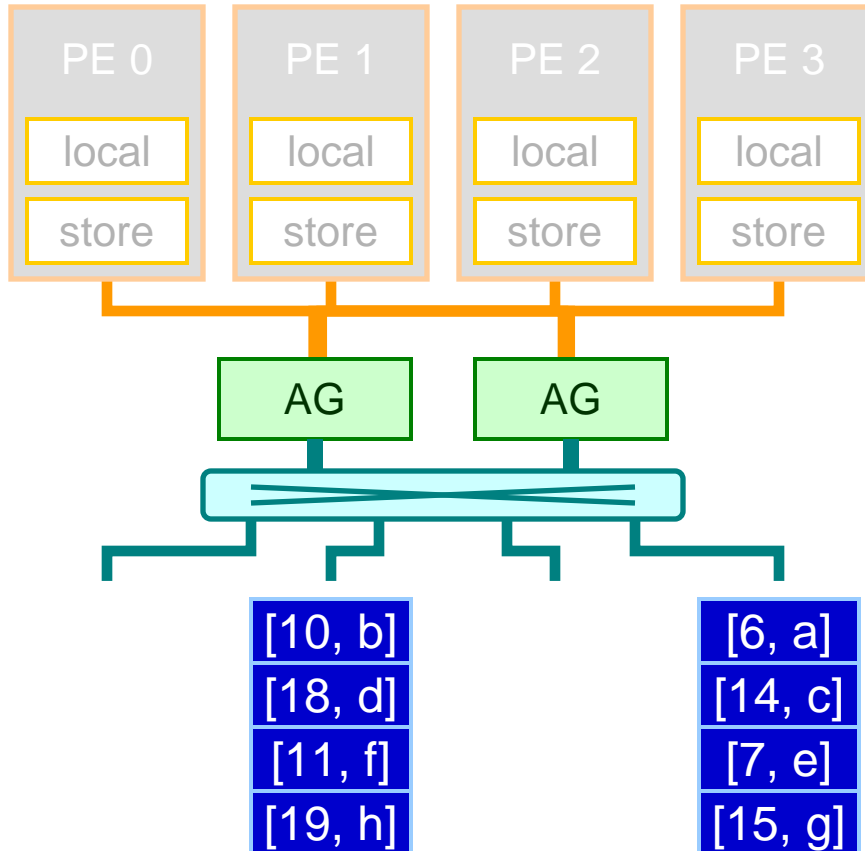 PE 0 PE 1 PE 2 PE 3
local local local local
store store store store
AG AG
[10, b] [6, a]
[18, d] [14, c]
[11, f] [7, e]
[19, h] [15, g]